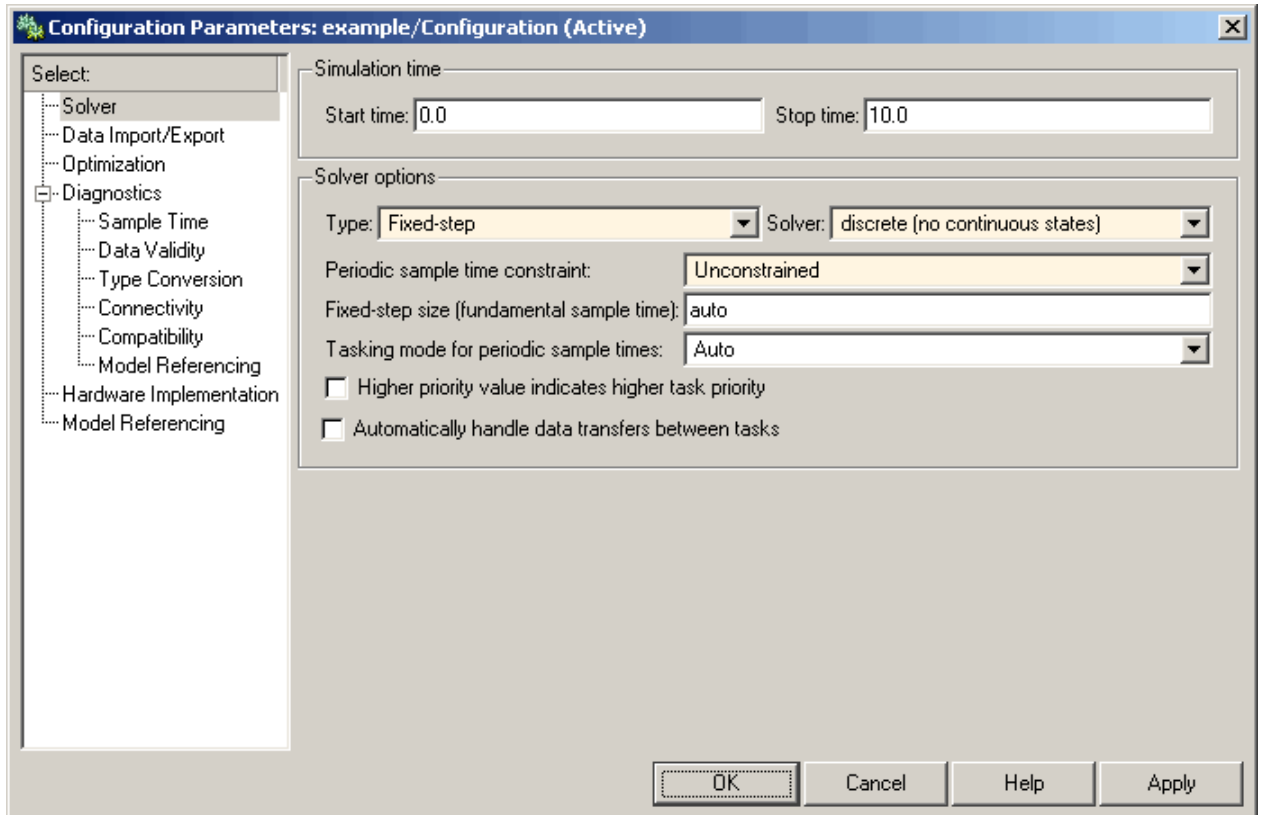 Configuration Parameters: example/Configuration (Active)
Select:
Solver
Data Import/Export
Optimization
Diagnostics
Sample Time
Data Validity
Type Conversion
Connectivity
Compatibility
Model Referencing
Hardware Implementation
Model Referencing
Simulation time
Start time: 0.0 Stop time: 10.0
Solver options
Type: Fixed-step Solver: discrete (no continuous states)
Periodic sample time constraint: Unconstrained
Fixed-step size (fundamental sample time): auto
Tasking mode for periodic sample times: Auto
Higher priority value indicates higher task priority
Automatically handle data transfers between tasks
OK Cancel Help Apply